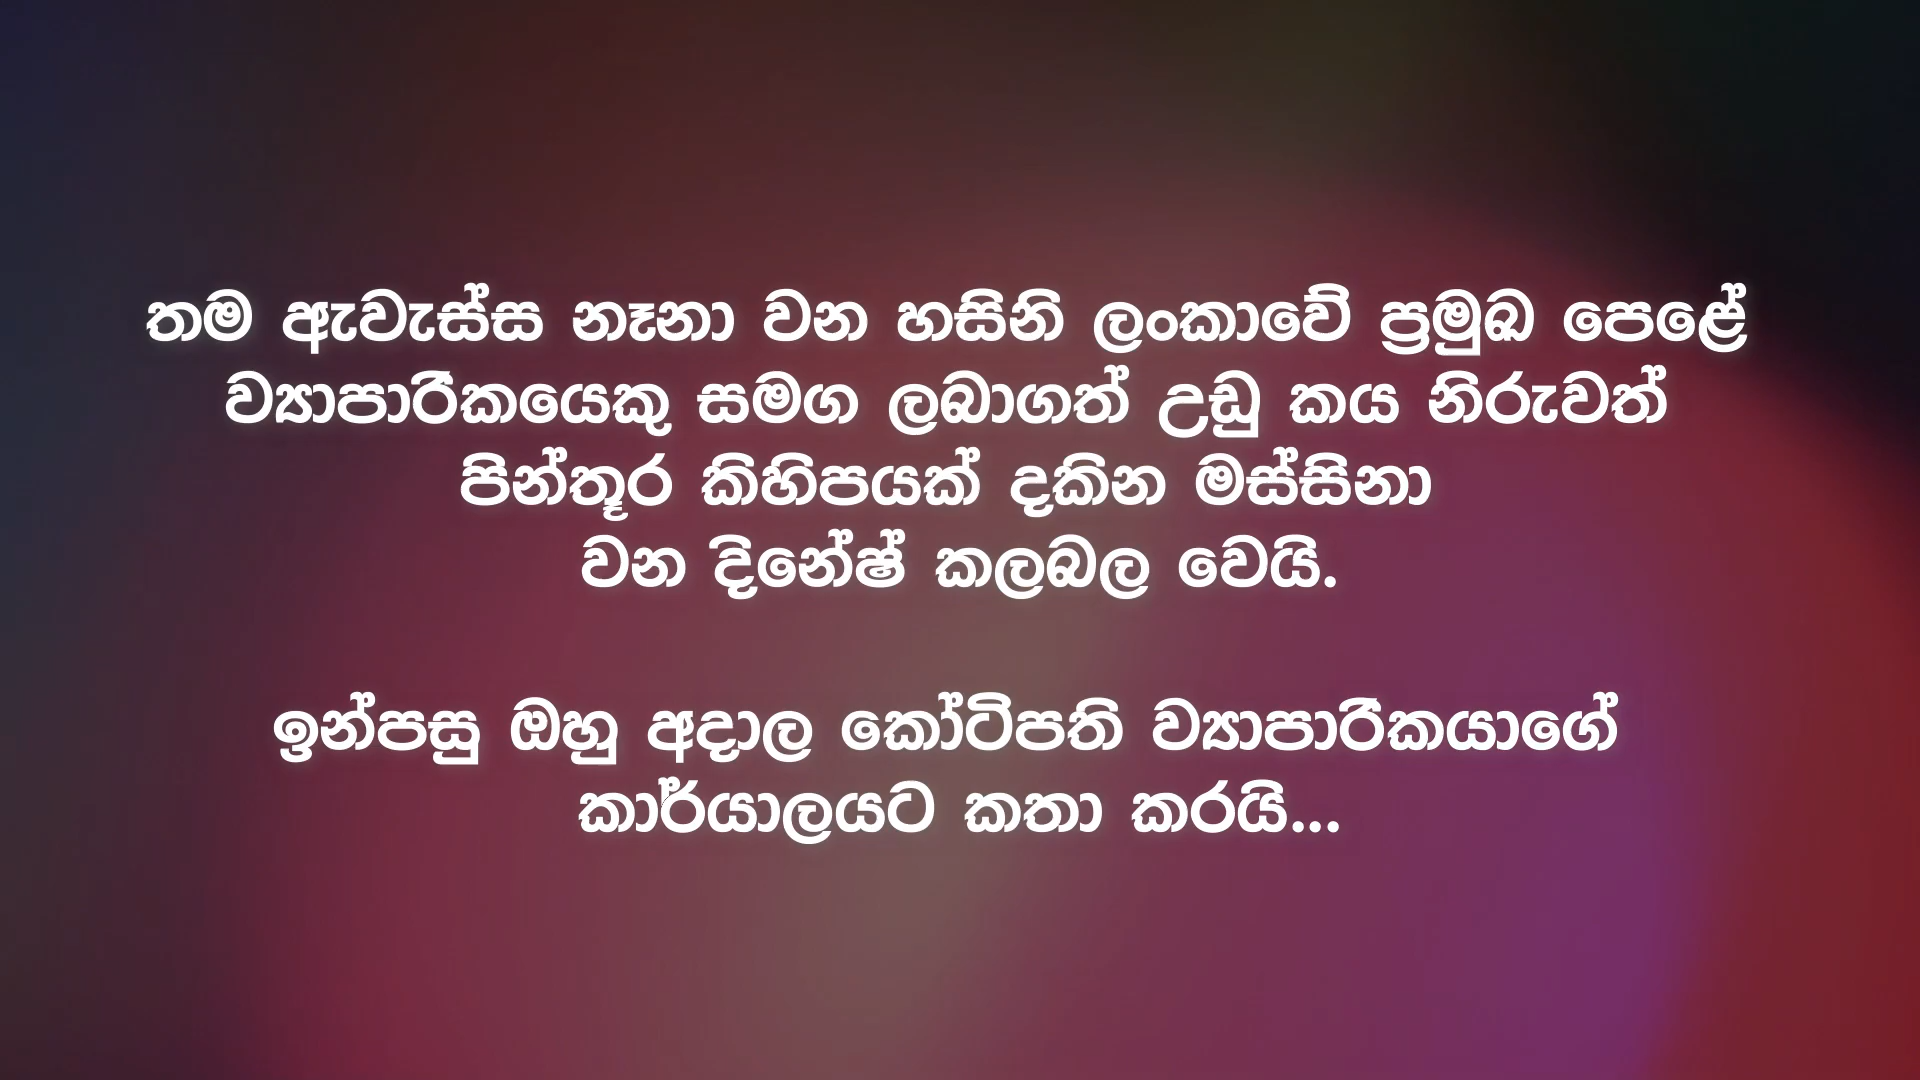 තම ඇවැස්ස නෑනා වන හසිනි ලංකාවේ ප්‍රමුඛ පෙළේ
ව්‍යාපාරිකයෙකු සමග ලබාගත් උඩු කය නිරුවත්
පින්තූර කිහිපයක් දකින මස්සිනා
වන දිනේෂ් කලබල වෙයි.
ඉන්පසු ඔහු අදාල කෝටිපති ව්‍යාපාරිකයාගේ
කාර්යාලයට කතා කරයි...